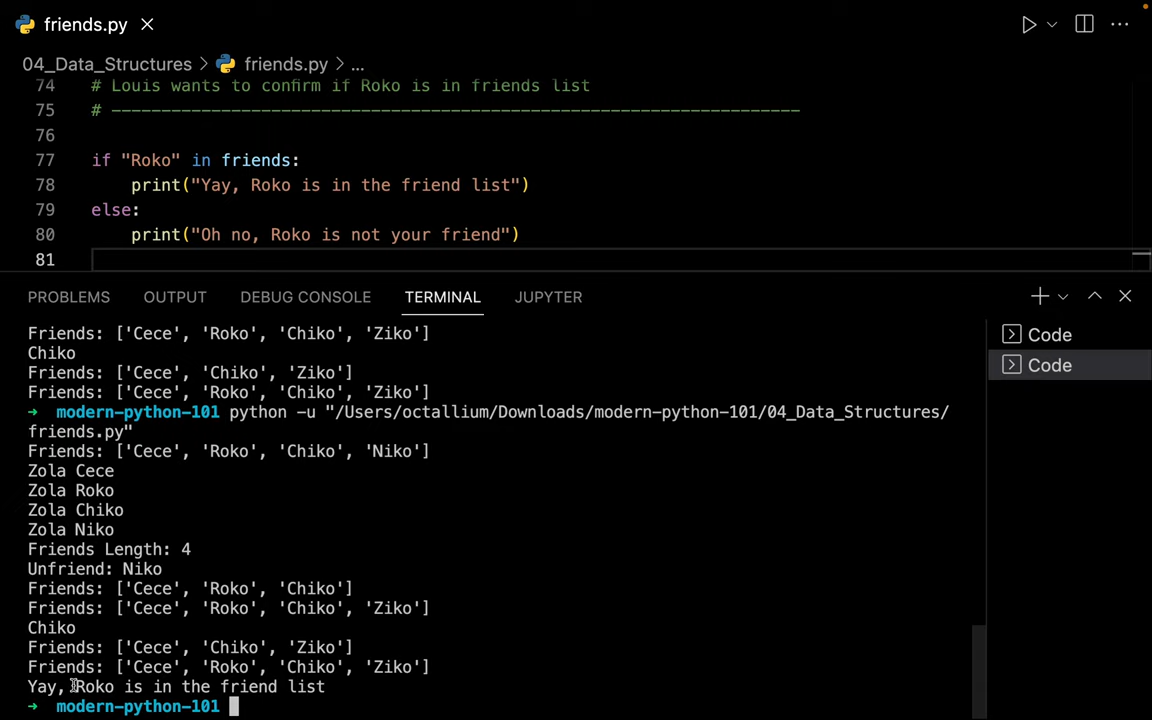 friends.py
04_Data_Structures > friends.py > ...
74 # Louis wants to confirm if Roko is in friends list
75 # ---------------------------------------------------------------------
76
77 if "Roko" in friends:
78 print("Yay, Roko is in the friend list")
79 else:
80 print("Oh no, Roko is not your friend")
81
PROBLEMS OUTPUT DEBUG CONSOLE TERMINAL JUPYTER
Friends: ['Cece', 'Roko', 'Chiko', 'Ziko']
Chiko
Friends: ['Cece', 'Chiko', 'Ziko']
Friends: ['Cece', 'Roko', 'Chiko', 'Ziko']
→ modern-python-101 python -u "/Users/octallium/Downloads/modern-python-101/04_Data_Structures/
friends.py"
Friends: ['Cece', 'Roko', 'Chiko', 'Niko']
Zola Cece
Zola Roko
Zola Chiko
Zola Niko
Friends Length: 4
Unfriend: Niko
Friends: ['Cece', 'Roko', 'Chiko']
Friends: ['Cece', 'Roko', 'Chiko', 'Ziko']
Chiko
Friends: ['Cece', 'Chiko', 'Ziko']
Friends: ['Cece', 'Roko', 'Chiko', 'Ziko']
Yay, Roko is in the friend list
→ modern-python-101
Code
Code